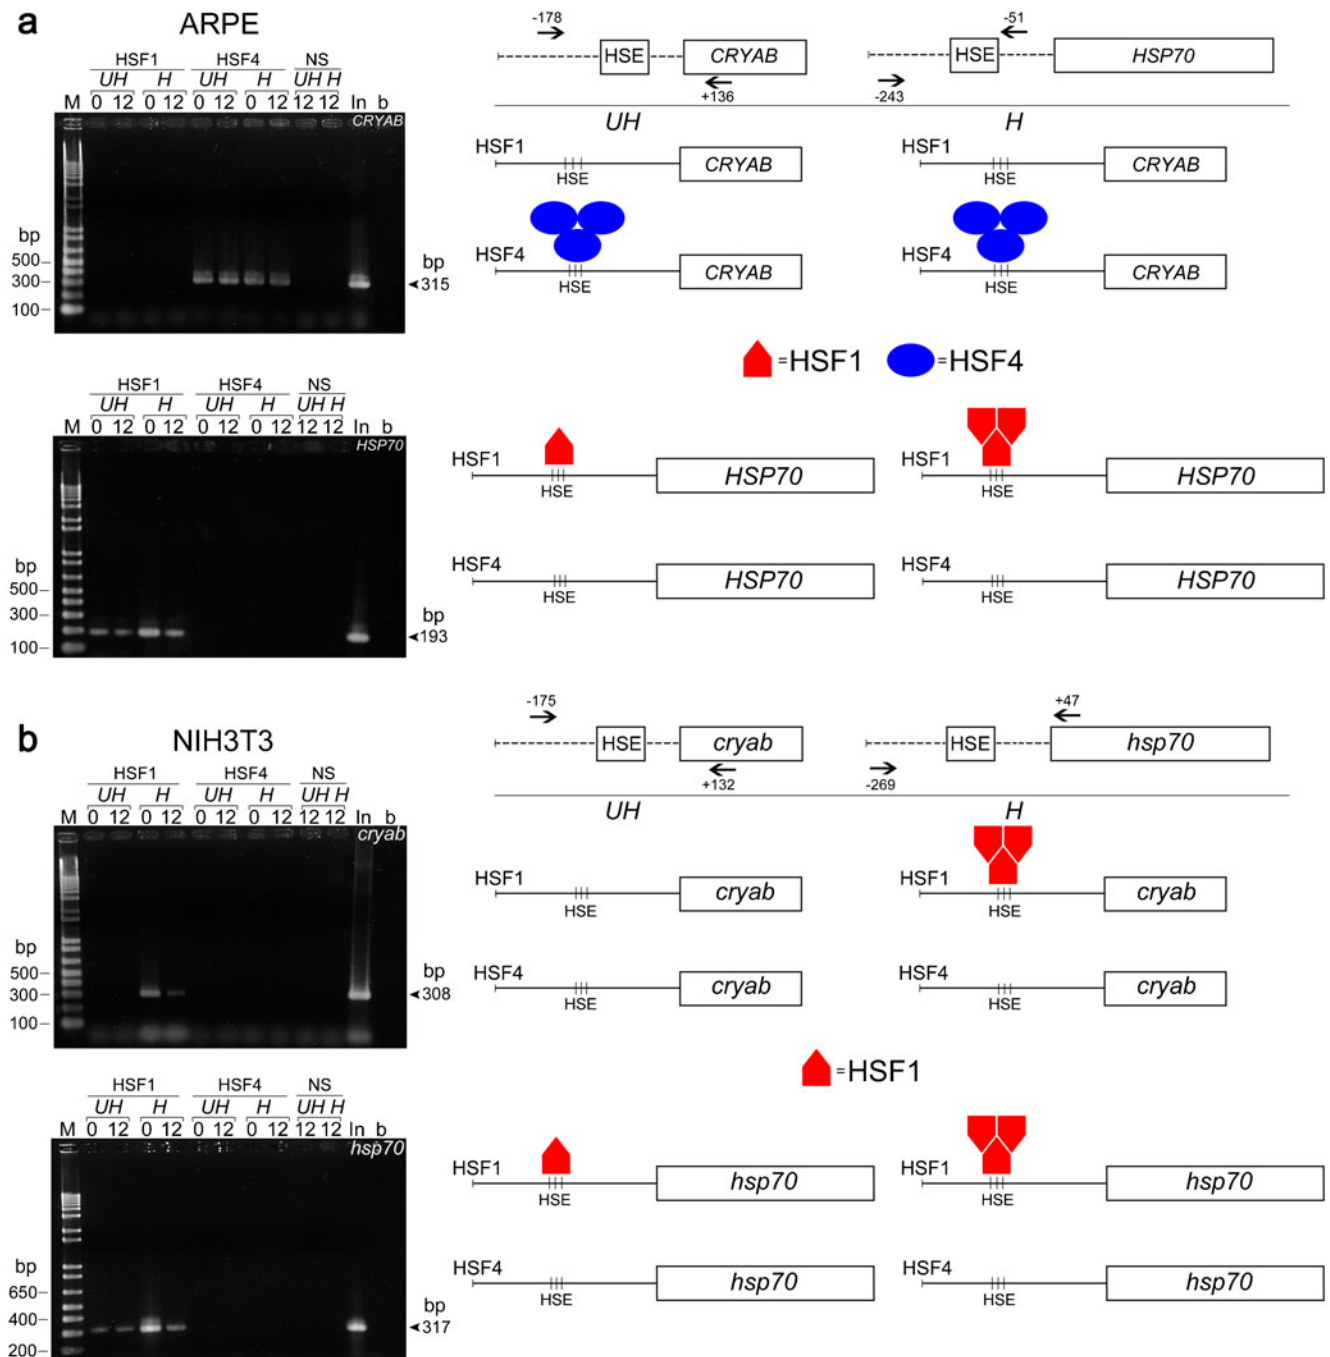 a
ARPE
HSF1 HSF4 NS
UH H UH H UH H
M 0 12 0 12 0 12 0 12 12 12 In b
CRYAB
bp
500
300
100
bp
315
HSF1 HSF4 NS
UH H UH H UH H
M 0 12 0 12 0 12 0 12 12 12 In b
HSP70
bp
500
300
100
bp
193
-178
HSE CRYAB
+136
-51
HSE HSP70
-243
UH H
HSF1 HSE CRYAB
HSF1 HSE CRYAB
HSF4 HSE CRYAB
HSF4 HSE CRYAB
=HSF1 =HSF4
HSF1 HSE HSP70
HSF1 HSE HSP70
HSF4 HSE HSP70
HSF4 HSE HSP70
b
NIH3T3
HSF1 HSF4 NS
UH H UH H UH H
M 0 12 0 12 0 12 0 12 12 12 In b
cryab
bp
500
300
100
bp
308
HSF1 HSF4 NS
UH H UH H UH H
M 0 12 0 12 0 12 0 12 12 12 In b
hsp70
bp
650
400
200
bp
317
-175
HSE cryab
+132
+47
HSE hsp70
-269
UH H
HSF1 HSE cryab
HSF1 HSE cryab
HSF4 HSE cryab
HSF4 HSE cryab
=HSF1
HSF1 HSE hsp70
HSF1 HSE hsp70
HSF4 HSE hsp70
HSF4 HSE hsp70